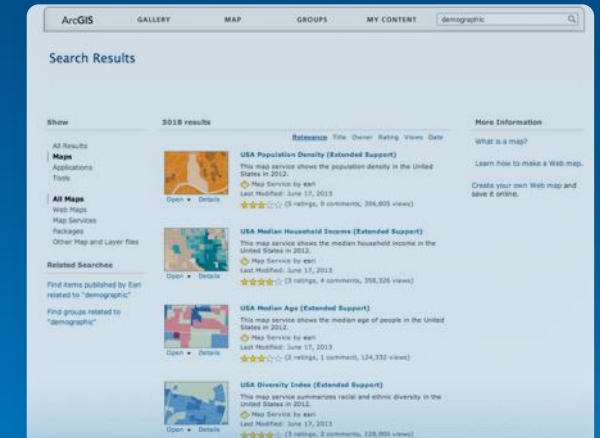 ArcGIS GALLERY MAP GROUPS MY CONTENT demographic
Search Results
Show
All Results
Maps
Applications
Tools
All Maps
Web Maps
Map Services
Packages
Other Map and Layer files
Related Searches
Find items published by Esri
related to "demographic"
Find groups related to
"demographic"
3018 results
Relevance Title Owner Rating Views Date
USA Population Density (Extended Support)
This map service shows the population density in the United
States in 2012.
Map Service by esri
Last Modified: June 17, 2013
(5 ratings, 9 comments, 396,805 views)
Open Details
USA Median Household Income (Extended Support)
This map service shows the median household income in the
United States in 2012.
Map Service by esri
Last Modified: June 17, 2013
(3 ratings, 4 comments, 358,326 views)
Open Details
USA Median Age (Extended Support)
This map service shows the median age of people in the United
States in 2012.
Map Service by esri
Last Modified: June 17, 2013
(2 ratings, 1 comment, 124,332 views)
Open Details
USA Diversity Index (Extended Support)
This map service summarizes racial and ethnic diversity in the
United States in 2012.
Map Service by esri
Last Modified: June 17, 2013
(3 ratings, 2 comments, views)
Open Details
More Information
What is a map?
Learn how to make a Web map.
Create your own Web map and
save it online.